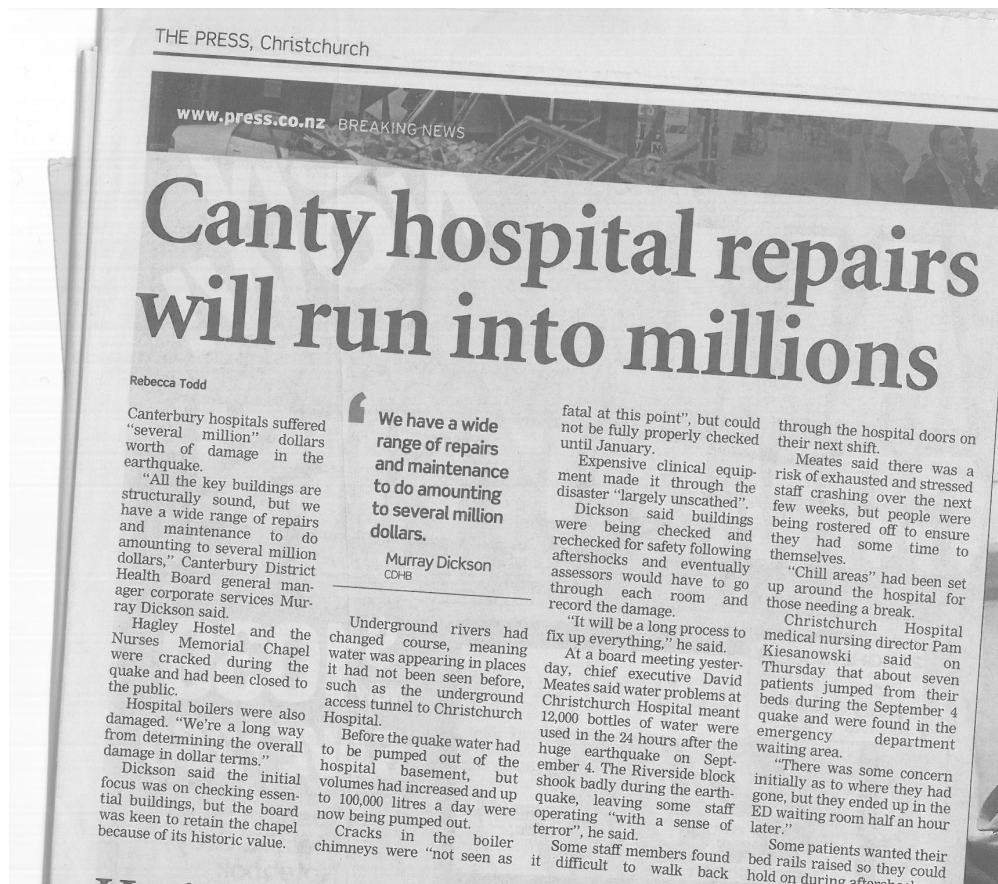 THE PRESS, Christchurch
www.press.co.nz BREAKING NEWS
Canty hospital repairs
will run into millions
Rebecca Todd
Canterbury hospitals suffered
“several million” dollars
worth of damage in the
earthquake.
“All the key buildings are
structurally sound, but we
have a wide range of repairs
and maintenance to do
amounting to several million
dollars,” Canterbury District
Health Board general man-
ager corporate services Mur-
ray Dickson said.
Hagley Hostel and the
Nurses Memorial Chapel
were cracked during the
quake and had been closed to
the public.
Hospital boilers were also
damaged. “We’re a long way
from determining the overall
damage in dollar terms.”
Dickson said the initial
focus was on checking essen-
tial buildings, but the board
was keen to retain the chapel
because of its historic value.
‘ We have a wide
range of repairs
and maintenance
to do amounting
to several million
dollars.
Murray Dickson
CDHB
Underground rivers had
changed course, meaning
water was appearing in places
it had not been seen before,
such as the underground
access tunnel to Christchurch
Hospital.
Before the quake water had
to be pumped out of the
hospital basement, but
volumes had increased and up
to 100,000 litres a day were
now being pumped out.
Cracks in the boiler
chimneys were “not seen as
fatal at this point”, but could
not be fully properly checked
until January.
Expensive clinical equip-
ment made it through the
disaster “largely unscathed”.
Dickson said buildings
were being checked and
rechecked for safety following
aftershocks and eventually
assessors would have to go
through each room and
record the damage.
“It will be a long process to
fix up everything,” he said.
At a board meeting yester-
day, chief executive David
Meates said water problems at
Christchurch Hospital meant
12,000 bottles of water were
used in the 24 hours after the
huge earthquake on Sept-
ember 4. The Riverside block
shook badly during the earth-
quake, leaving some staff
operating “with a sense of
terror”, he said.
Some staff members found
it difficult to walk back
through the hospital doors on
their next shift.
Meates said there was a
risk of exhausted and stressed
staff crashing over the next
few weeks, but people were
being rostered off to ensure
they had some time to
themselves.
“Chill areas” had been set
up around the hospital for
those needing a break.
Christchurch Hospital
medical nursing director Pam
Kiesanowski said on
Thursday that about seven
patients jumped from their
beds during the September 4
quake and were found in the
emergency department
waiting area.
“There was some concern
initially as to where they had
gone, but they ended up in the
ED waiting room half an hour
later.”
Some patients wanted their
bed rails raised so they could
hold on during